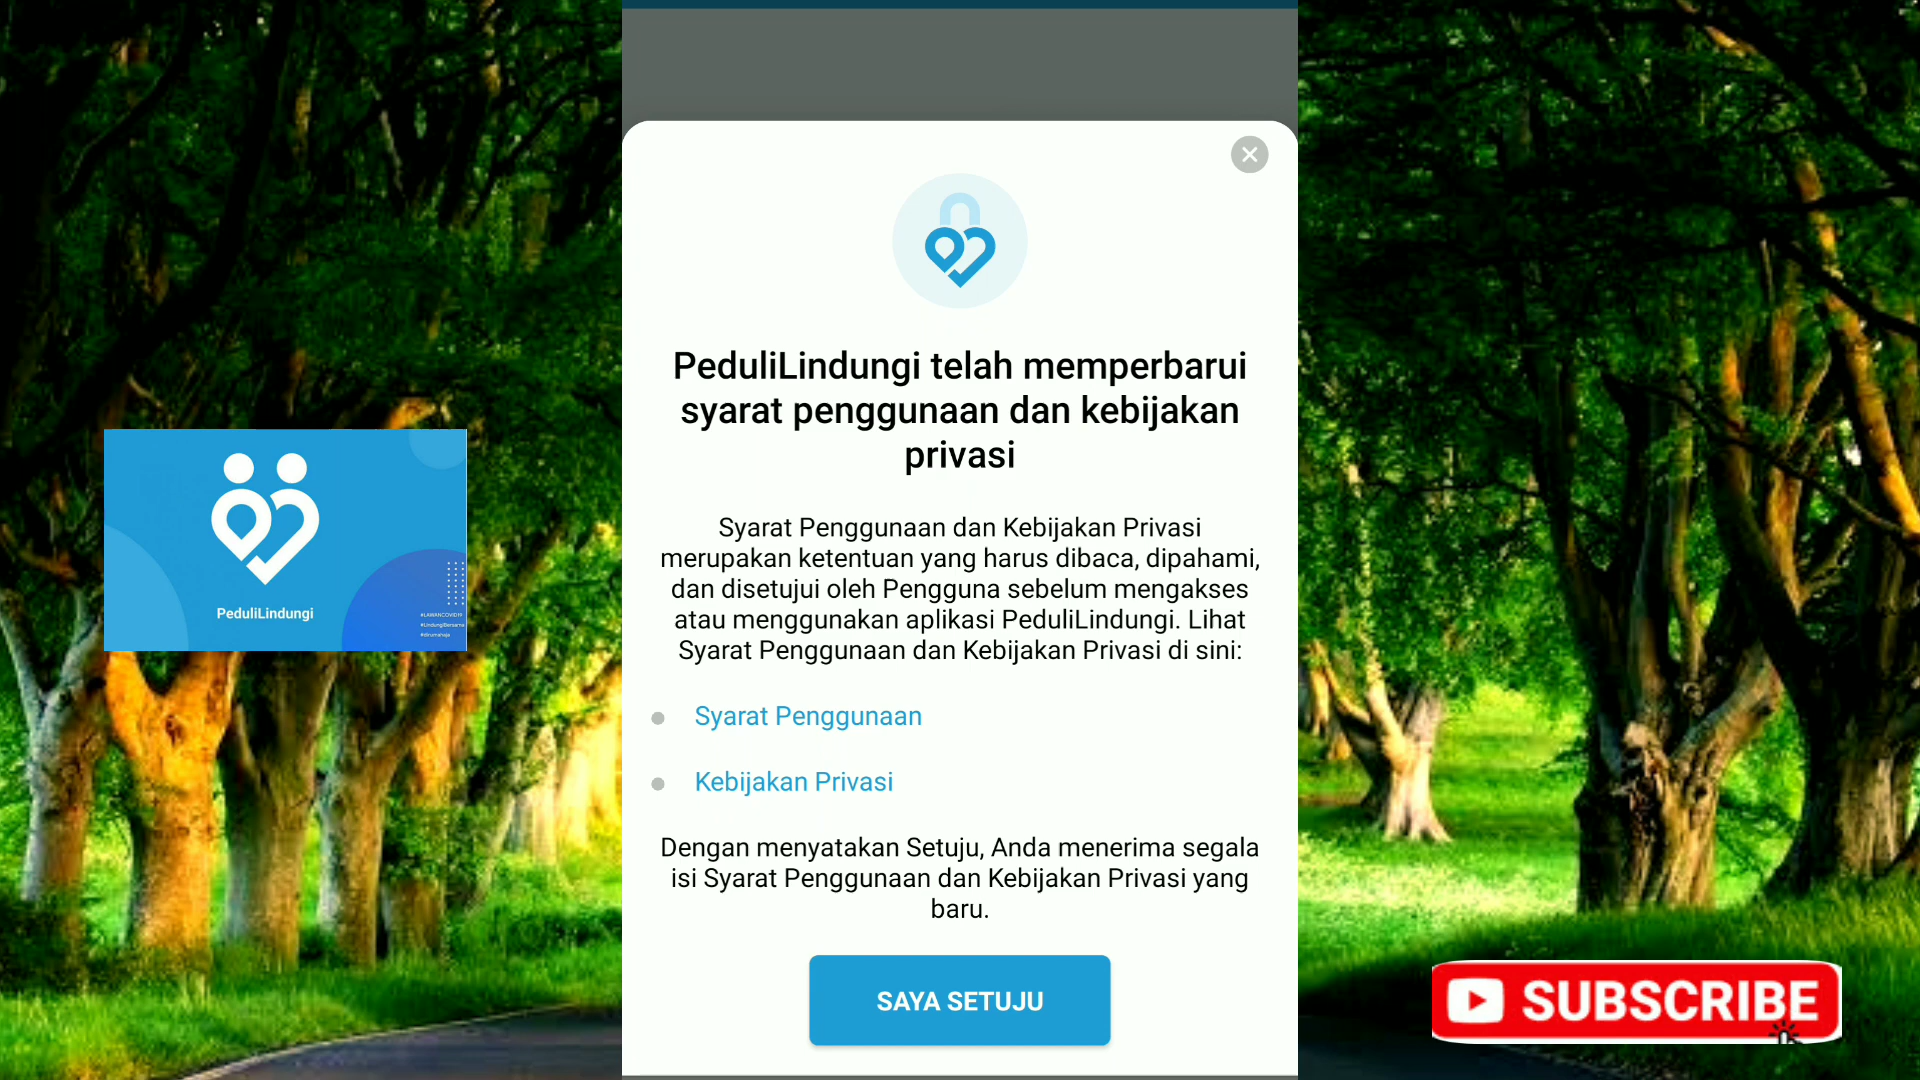 PeduliLindungi telah memperbarui
syarat penggunaan dan kebijakan
privasi
Syarat Penggunaan dan Kebijakan Privasi
merupakan ketentuan yang harus dibaca, dipahami,
dan disetujui oleh Pengguna sebelum mengakses
atau menggunakan aplikasi PeduliLindungi. Lihat
Syarat Penggunaan dan Kebijakan Privasi di sini:
Syarat Penggunaan
Kebijakan Privasi
Dengan menyatakan Setuju, Anda menerima segala
isi Syarat Penggunaan dan Kebijakan Privasi yang
baru.
SAYA SETUJU
PeduliLindungi
#LAWANCOVID19
#LindungiBersama
#dirumahaja
SUBSCRIBE